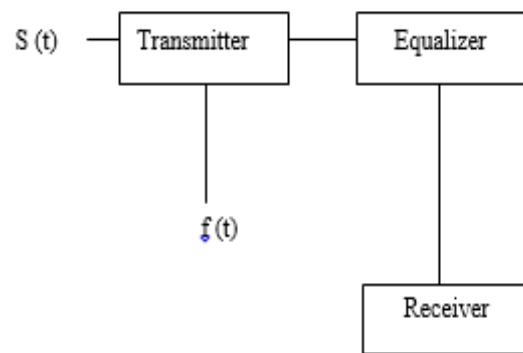 S (t)
Transmitter
Equalizer
f (t)
Receiver